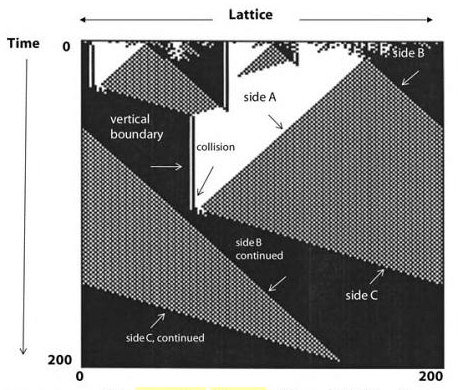 Lattice
Time
0
side B
side A
vertical
boundary
collision
side B
continued
side C
side C, continued
200
0
200